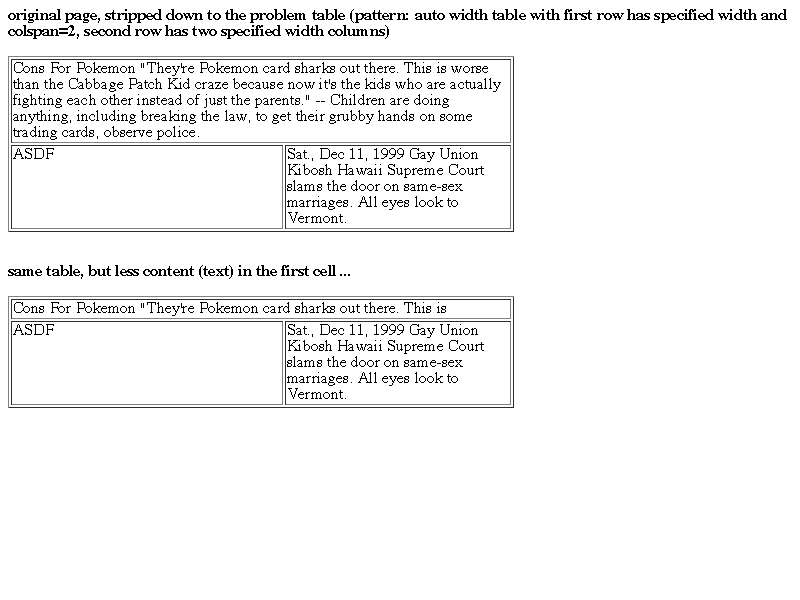 original page, stripped down to the problem table (pattern: auto width table with first row has specified width and
colspan=2, second row has two specified width columns)
Cons For Pokemon "They're Pokemon card sharks out there. This is worse
than the Cabbage Patch Kid craze because now it's the kids who are actually
fighting each other instead of just the parents." -- Children are doing
anything, including breaking the law, to get their grubby hands on some
trading cards, observe police.
ASDF
Sat., Dec 11, 1999 Gay Union
Kibosh Hawaii Supreme Court
slams the door on same-sex
marriages. All eyes look to
Vermont.
same table, but less content (text) in the first cell ...
Cons For Pokemon "They're Pokemon card sharks out there. This is
ASDF
Sat., Dec 11, 1999 Gay Union
Kibosh Hawaii Supreme Court
slams the door on same-sex
marriages. All eyes look to
Vermont.